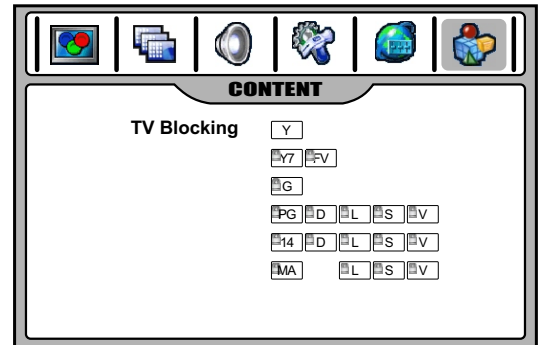 CONTENT
TV Blocking Y
Y7 FV
G
PG D L S V
14 D L S V
MA L S V